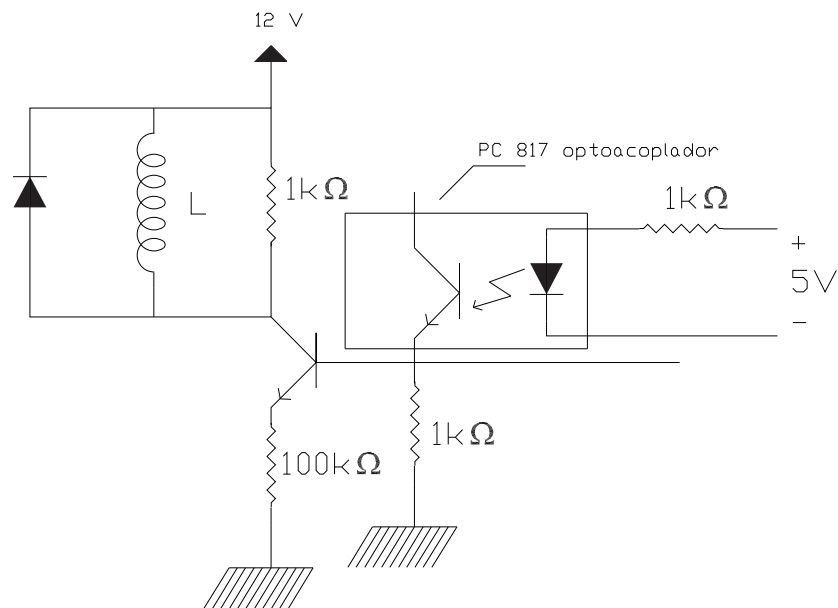 12 V
PC 817 optoacoplador
1kΩ
1kΩ
+
5V
-
L
1kΩ
100kΩ